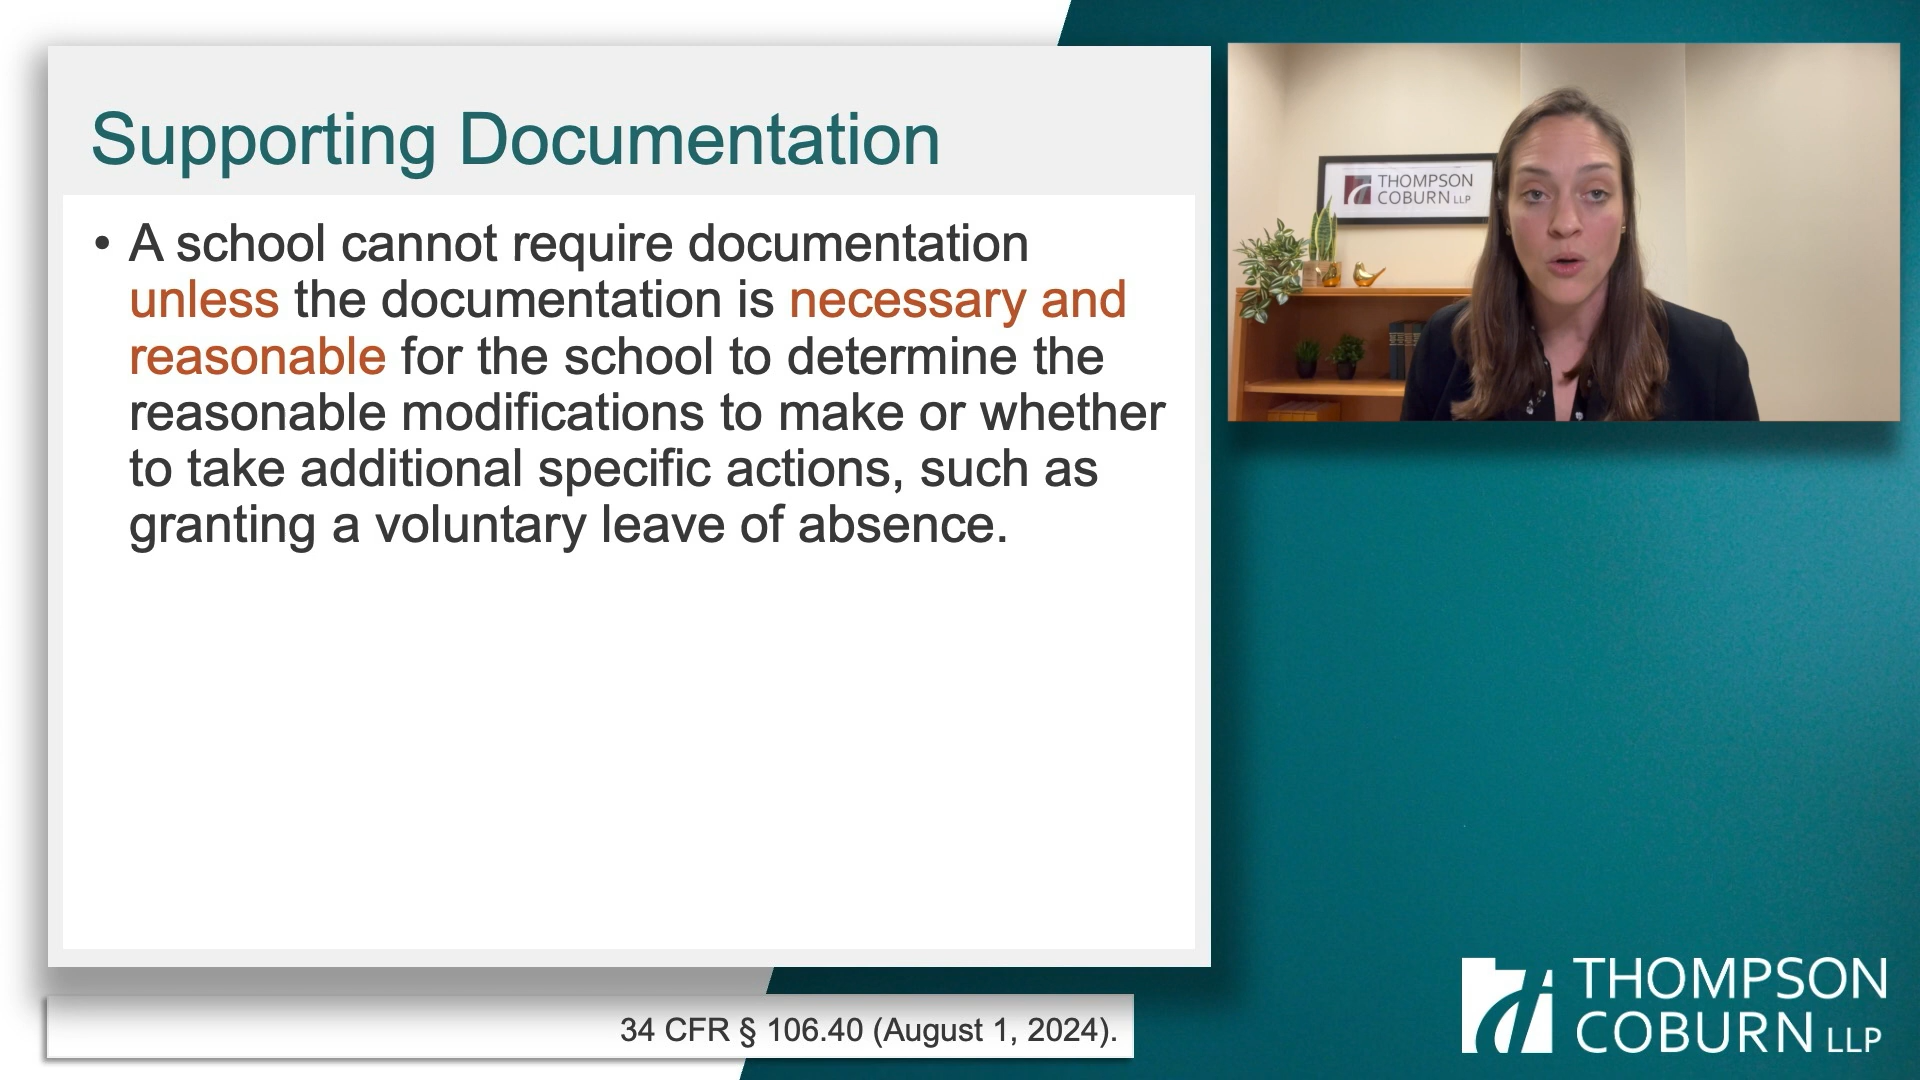 Supporting Documentation
• A school cannot require documentation
unless the documentation is necessary and
reasonable for the school to determine the
reasonable modifications to make or whether
to take additional specific actions, such as
granting a voluntary leave of absence.
34 CFR § 106.40 (August 1, 2024).
THOMPSON
COBURN LLP
THOMPSON
COBURN LLP